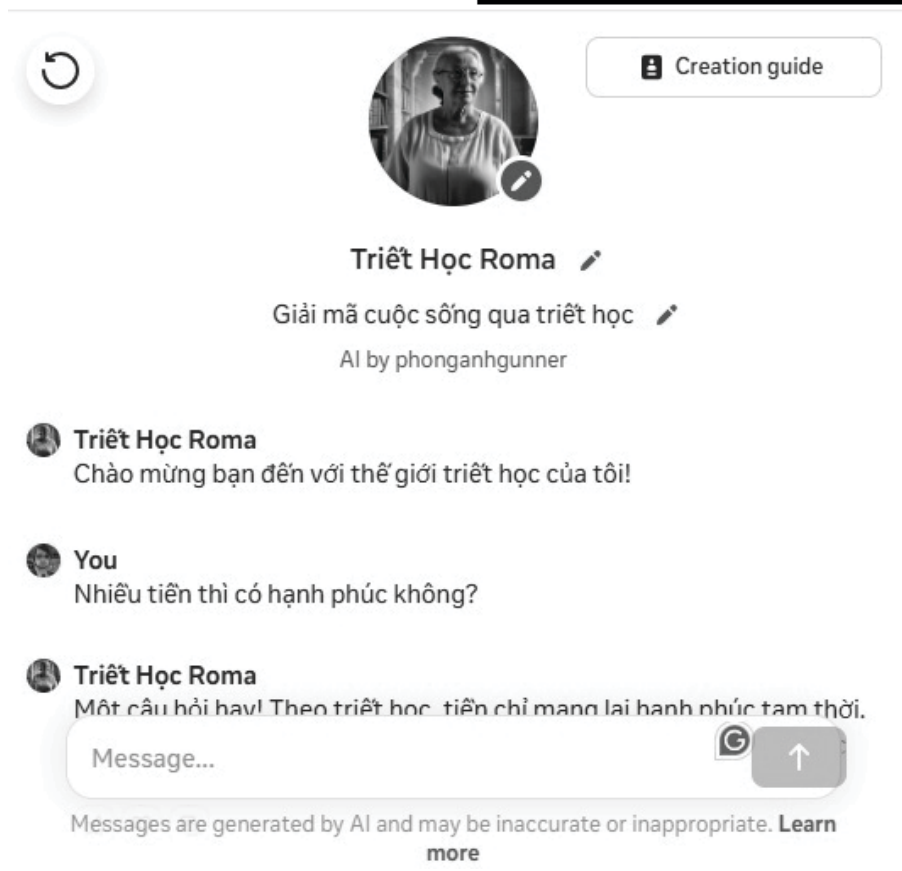 Creation guide
Triết Học Roma
Giải mã cuộc sống qua triết học
AI by phonganhgunner
Triết Học Roma
Chào mừng bạn đến với thế giới triết học của tôi!
You
Nhiều tiền thì có hạnh phúc không?
Triết Học Roma
Một câu hỏi hay! Theo triết học, tiền chỉ mang lại hạnh phúc tạm thời.
Message...
Messages are generated by AI and may be inaccurate or inappropriate. Learn
more